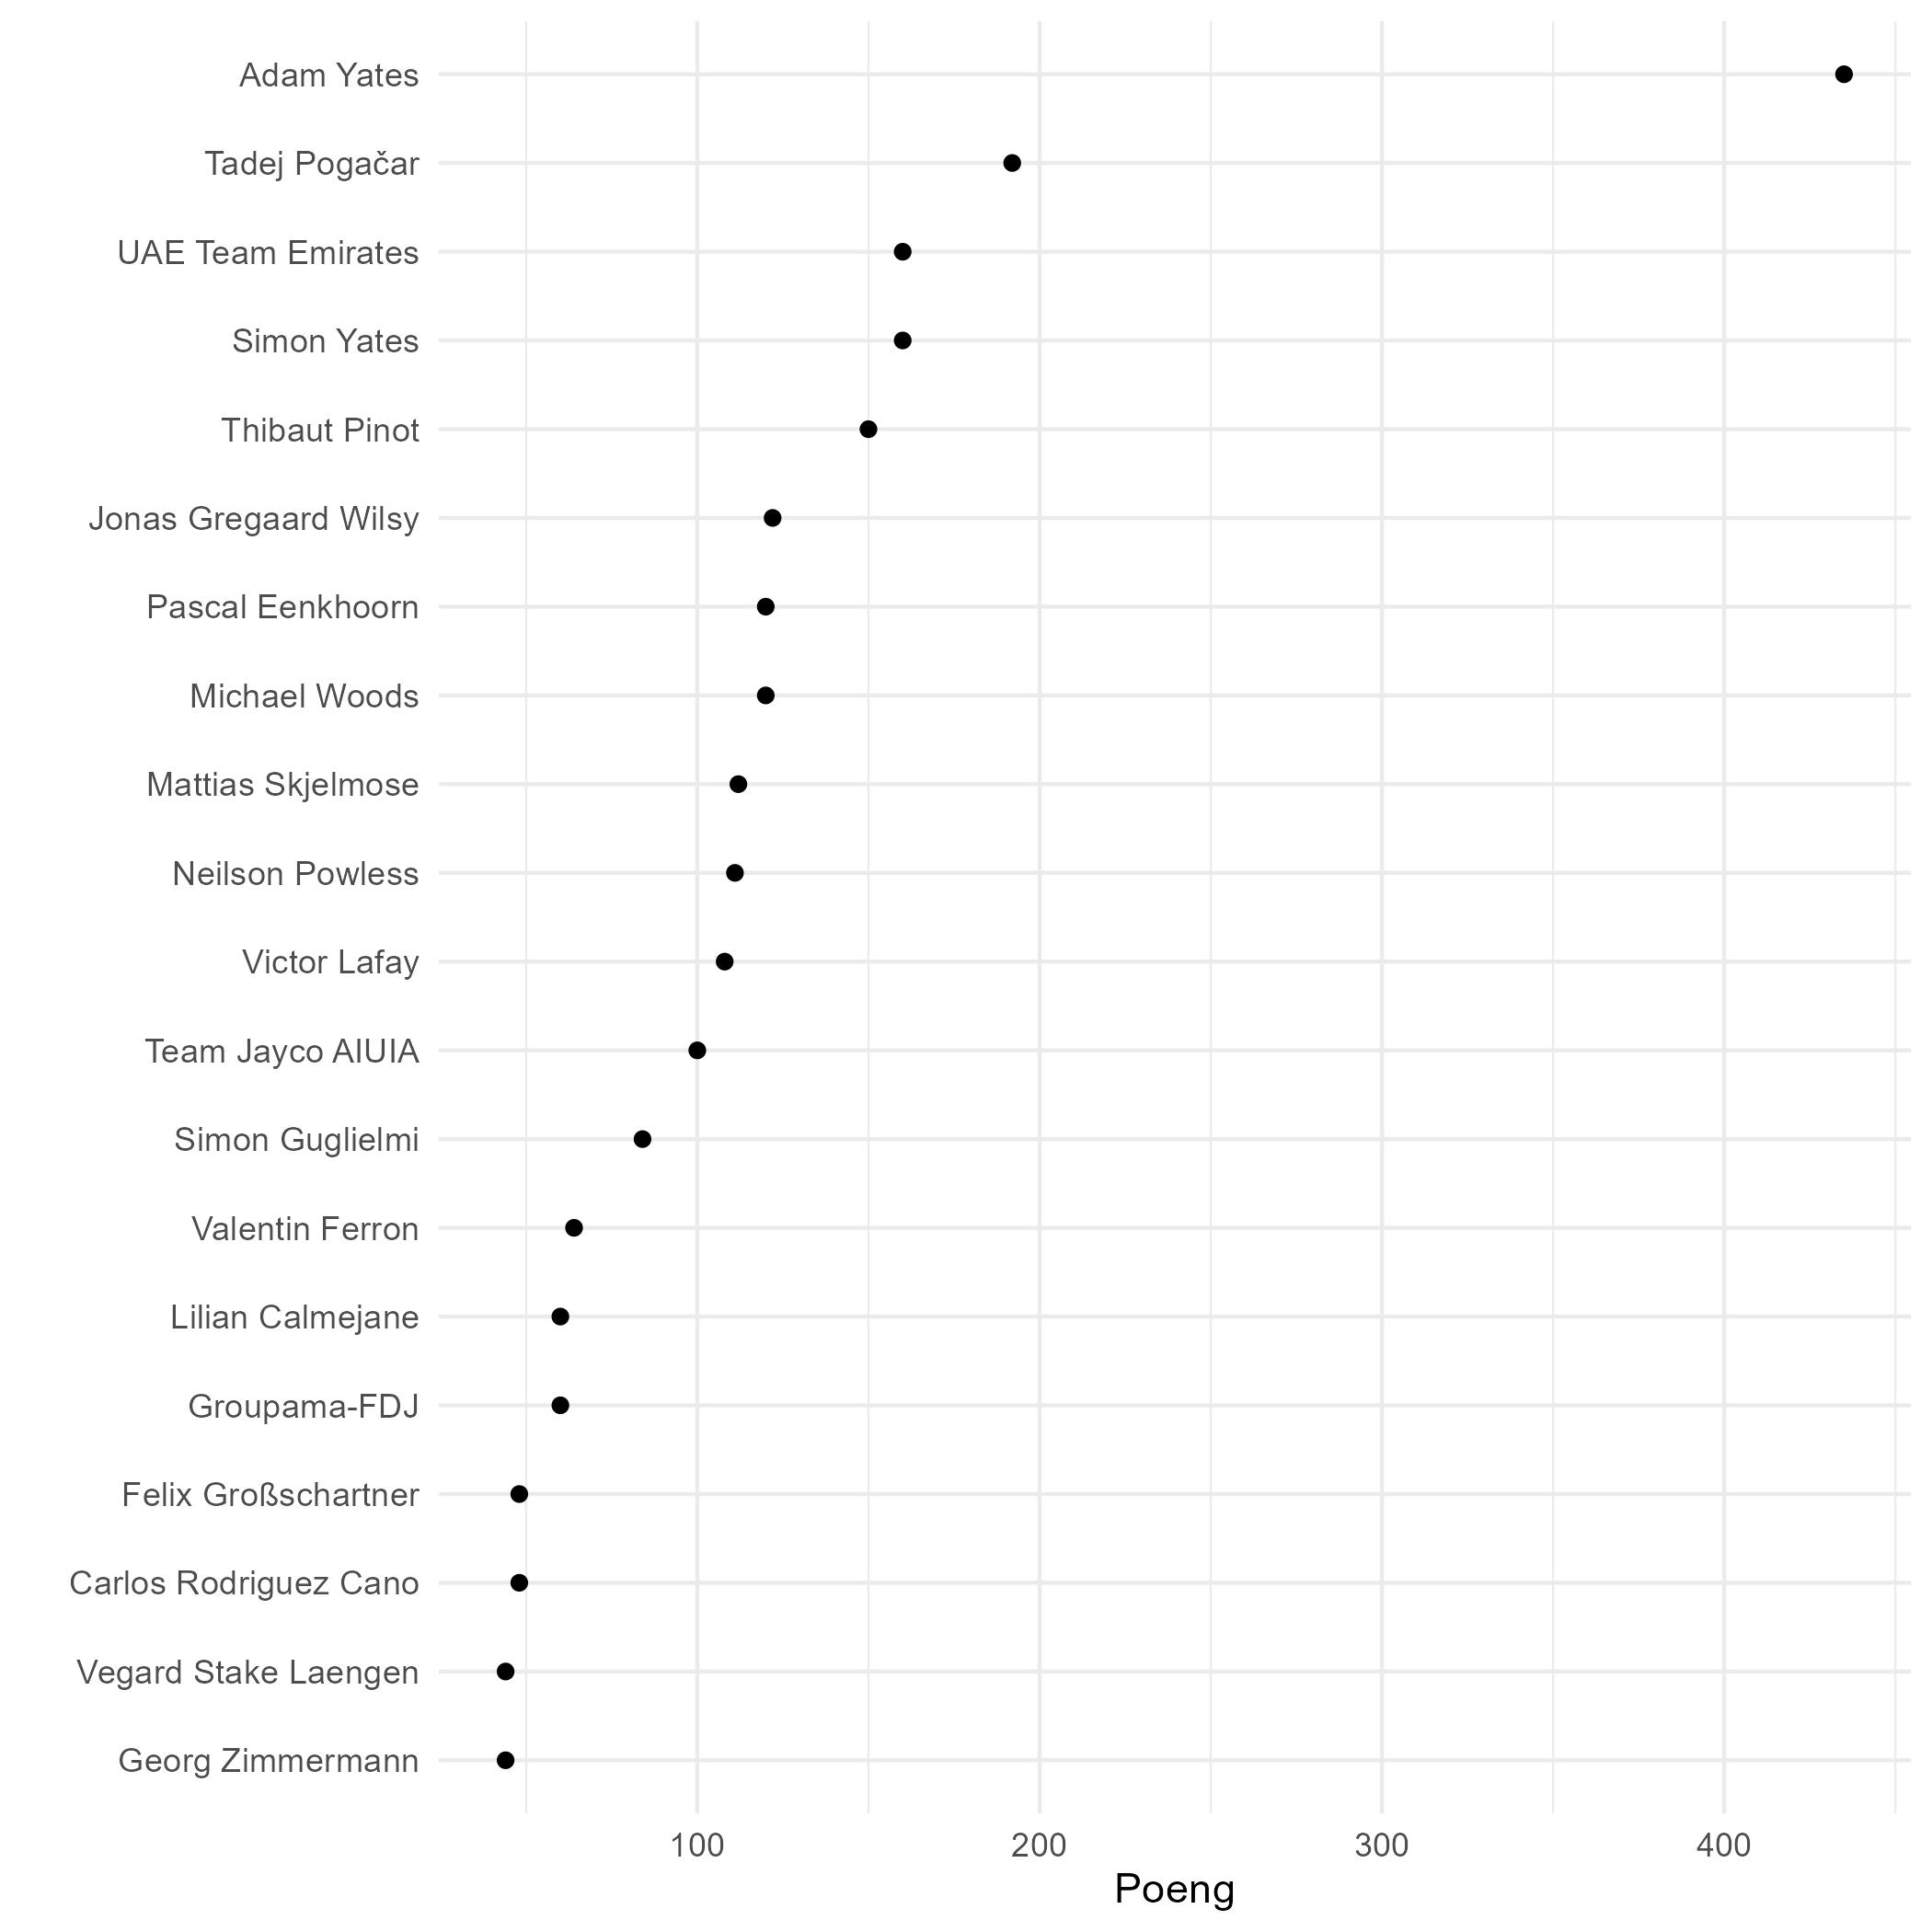 Adam Yates
Tadej Pogačar
UAE Team Emirates
Simon Yates
Thibaut Pinot
Jonas Gregaard Wilsy
Pascal Eenkhoorn
Michael Woods
Mattias Skjelmose
Neilson Powless
Victor Lafay
Team Jayco AIUIA
Simon Guglielmi
Valentin Ferron
Lilian Calmejane
Groupama-FDJ
Felix Großschartner
Carlos Rodriguez Cano
Vegard Stake Laengen
Georg Zimmermann
100 200 300 400
Poeng